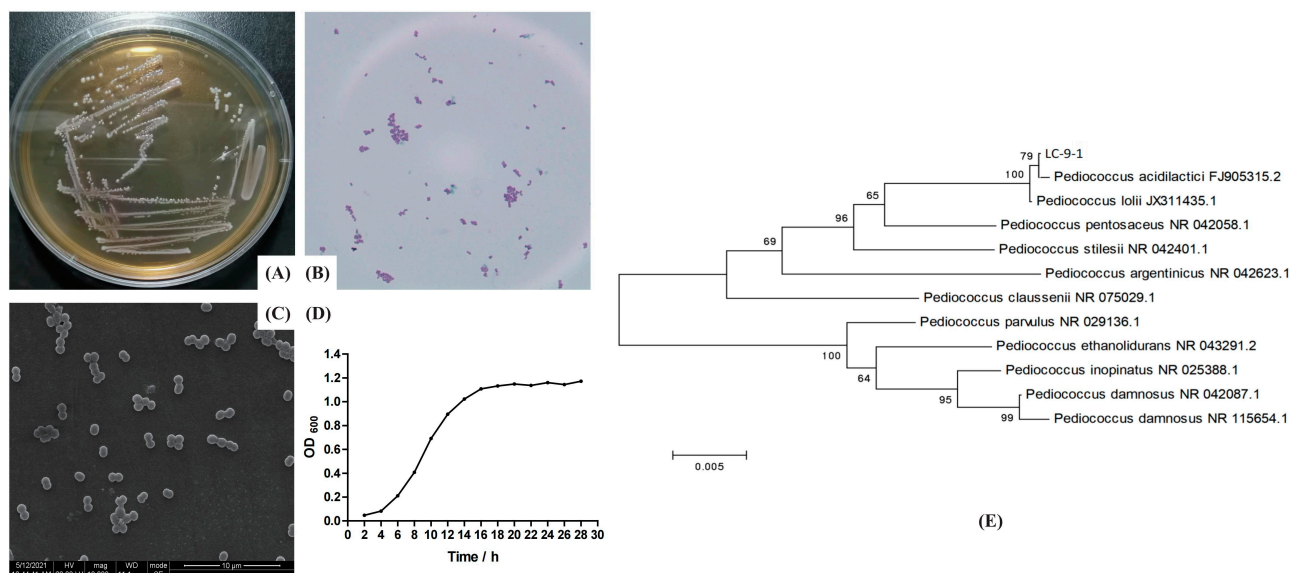 (A)
(B)
(C)
(D)
5/12/2021 HV mag WD mode
10 µm
OD 600
1.4
1.2
1.0
0.8
0.6
0.4
0.2
0.0
0 2 4 6 8 10 12 14 16 18 20 22 24 26 28 30
Time / h
79
LC-9-1
100
Pediococcus acidilactici FJ905315.2
65
Pediococcus lolii JX311435.1
96
Pediococcus pentosaceus NR 042058.1
69
Pediococcus stilesii NR 042401.1
Pediococcus argentinicus NR 042623.1
Pediococcus claussenii NR 075029.1
Pediococcus parvulus NR 029136.1
100
Pediococcus ethanolidurans NR 043291.2
64
Pediococcus inopinatus NR 025388.1
95
Pediococcus damnosus NR 042087.1
99
Pediococcus damnosus NR 115654.1
0.005
(E)